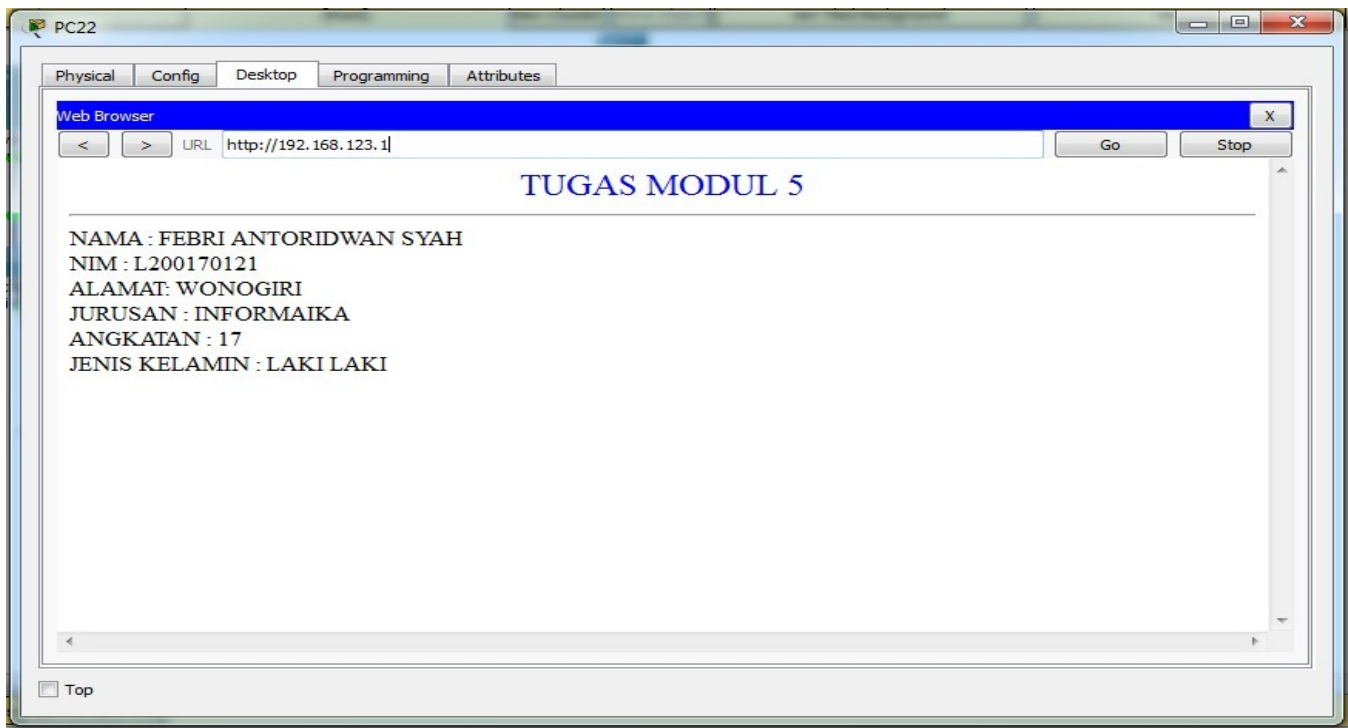 PC22
Physical Config Desktop Programming Attributes
Web Browser X
< > URL http://192.168.123.1 Go Stop
TUGAS MODUL 5
NAMA : FEBRI ANTORIDWAN SYAH
NIM : L200170121
ALAMAT: WONOGIRI
JURUSAN : INFORMAIKA
ANGKATAN : 17
JENIS KELAMIN : LAKI LAKI
Top